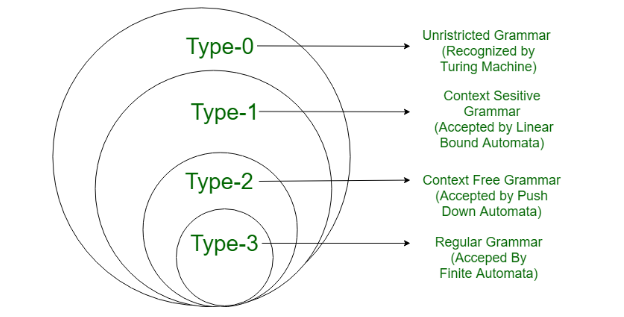 Type-0
Unristricted Grammar
(Recognized by
Turing Machine)
Type-1
Context Sesitive
Grammar
(Accepted by Linear
Bound Automata)
Type-2
Context Free Grammar
(Accepted by Push
Down Automata)
Type-3
Regular Grammar
(Acceped By
Finite Automata)